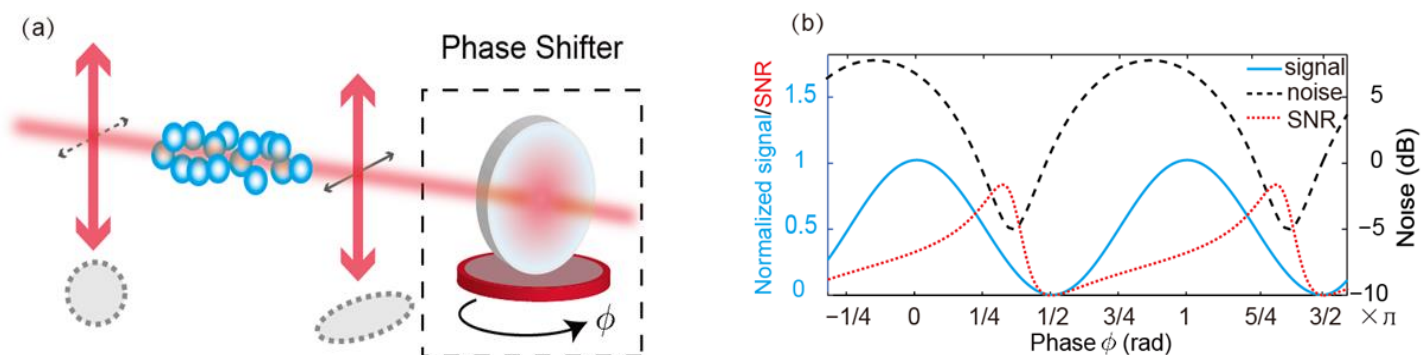 (a)
Phase Shifter
ϕ
(b)
Normalized signal/SNR
1.5
1
0.5
0
signal
noise
SNR
5
0
−5
−10
Noise (dB)
−1/4 0 1/4 1/2 3/4 1 5/4 3/2 ×π
Phase ϕ (rad)